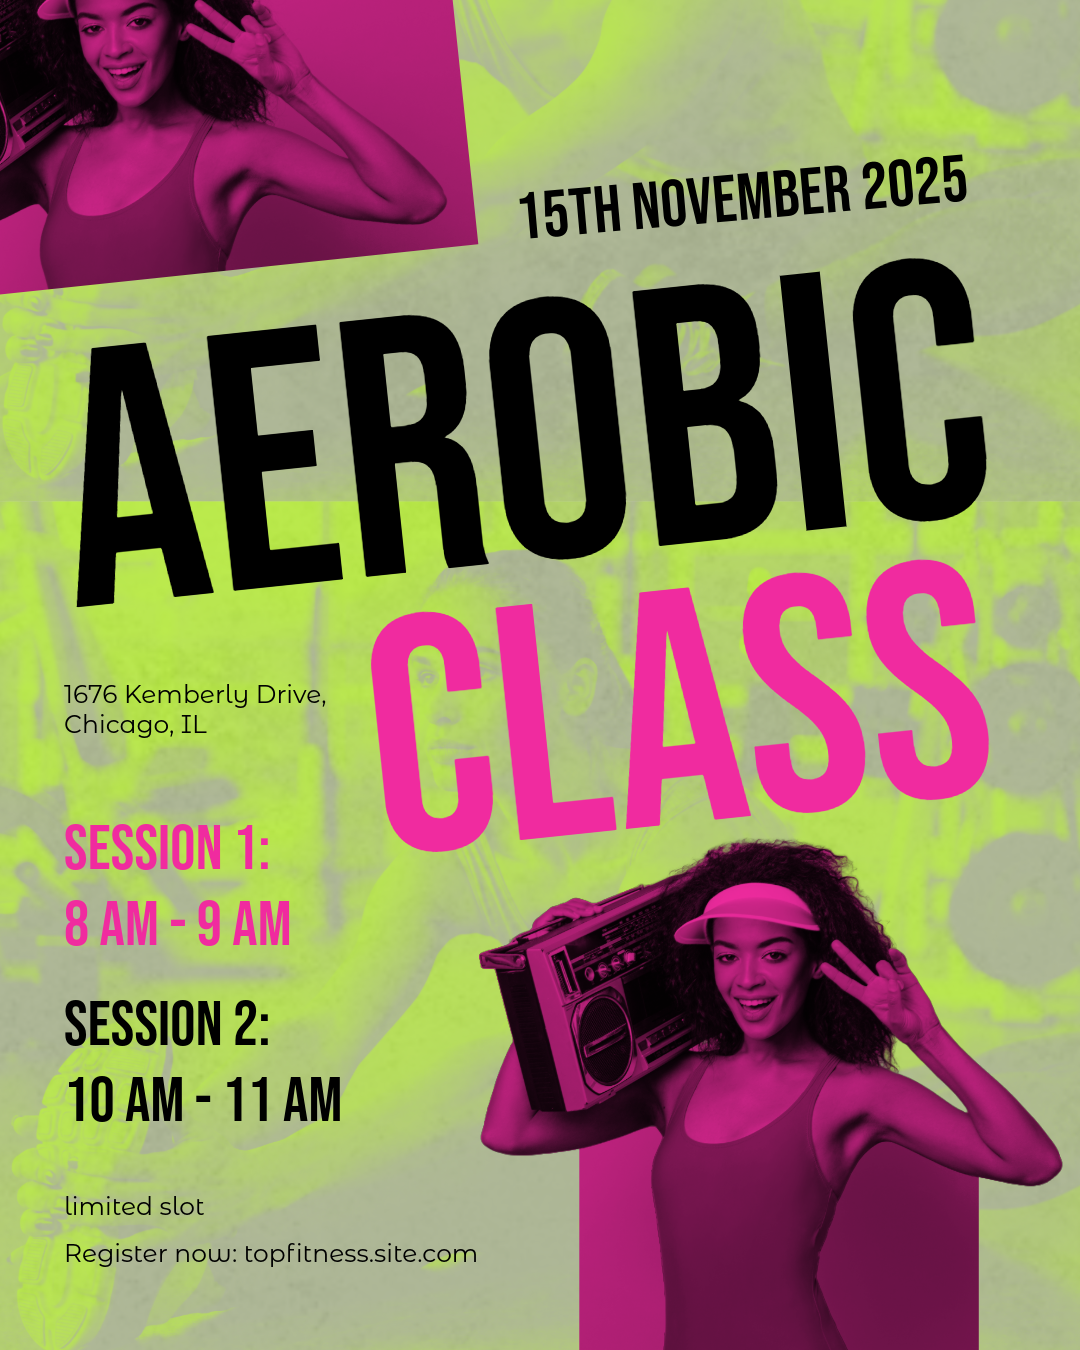 15TH NOVEMBER 2025
AEROBIC
CLASS
1676 Kemberly Drive,
Chicago, IL
SESSION 1:
8 AM - 9 AM
SESSION 2:
10 AM - 11 AM
limited slot
Register now: topfitness.site.com